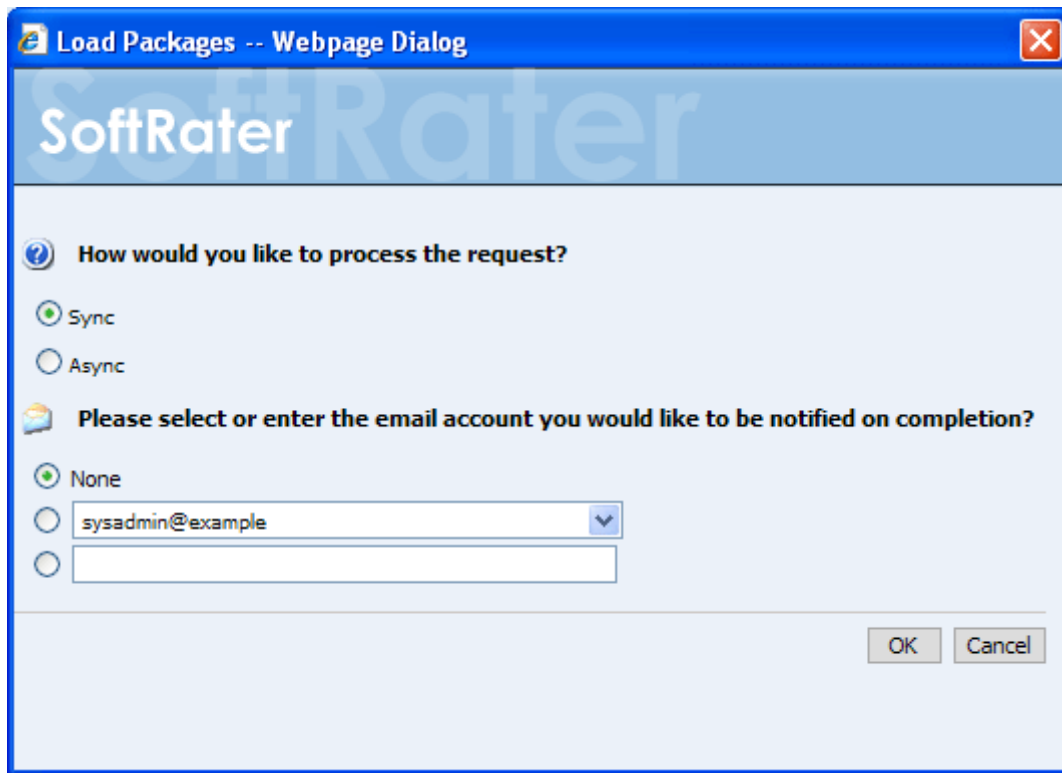 Load Packages -- Webpage Dialog
SoftRater
SoftRater
How would you like to process the request?
Sync
Async
Please select or enter the email account you would like to be notified on completion?
None
sysadmin@example
OK Cancel